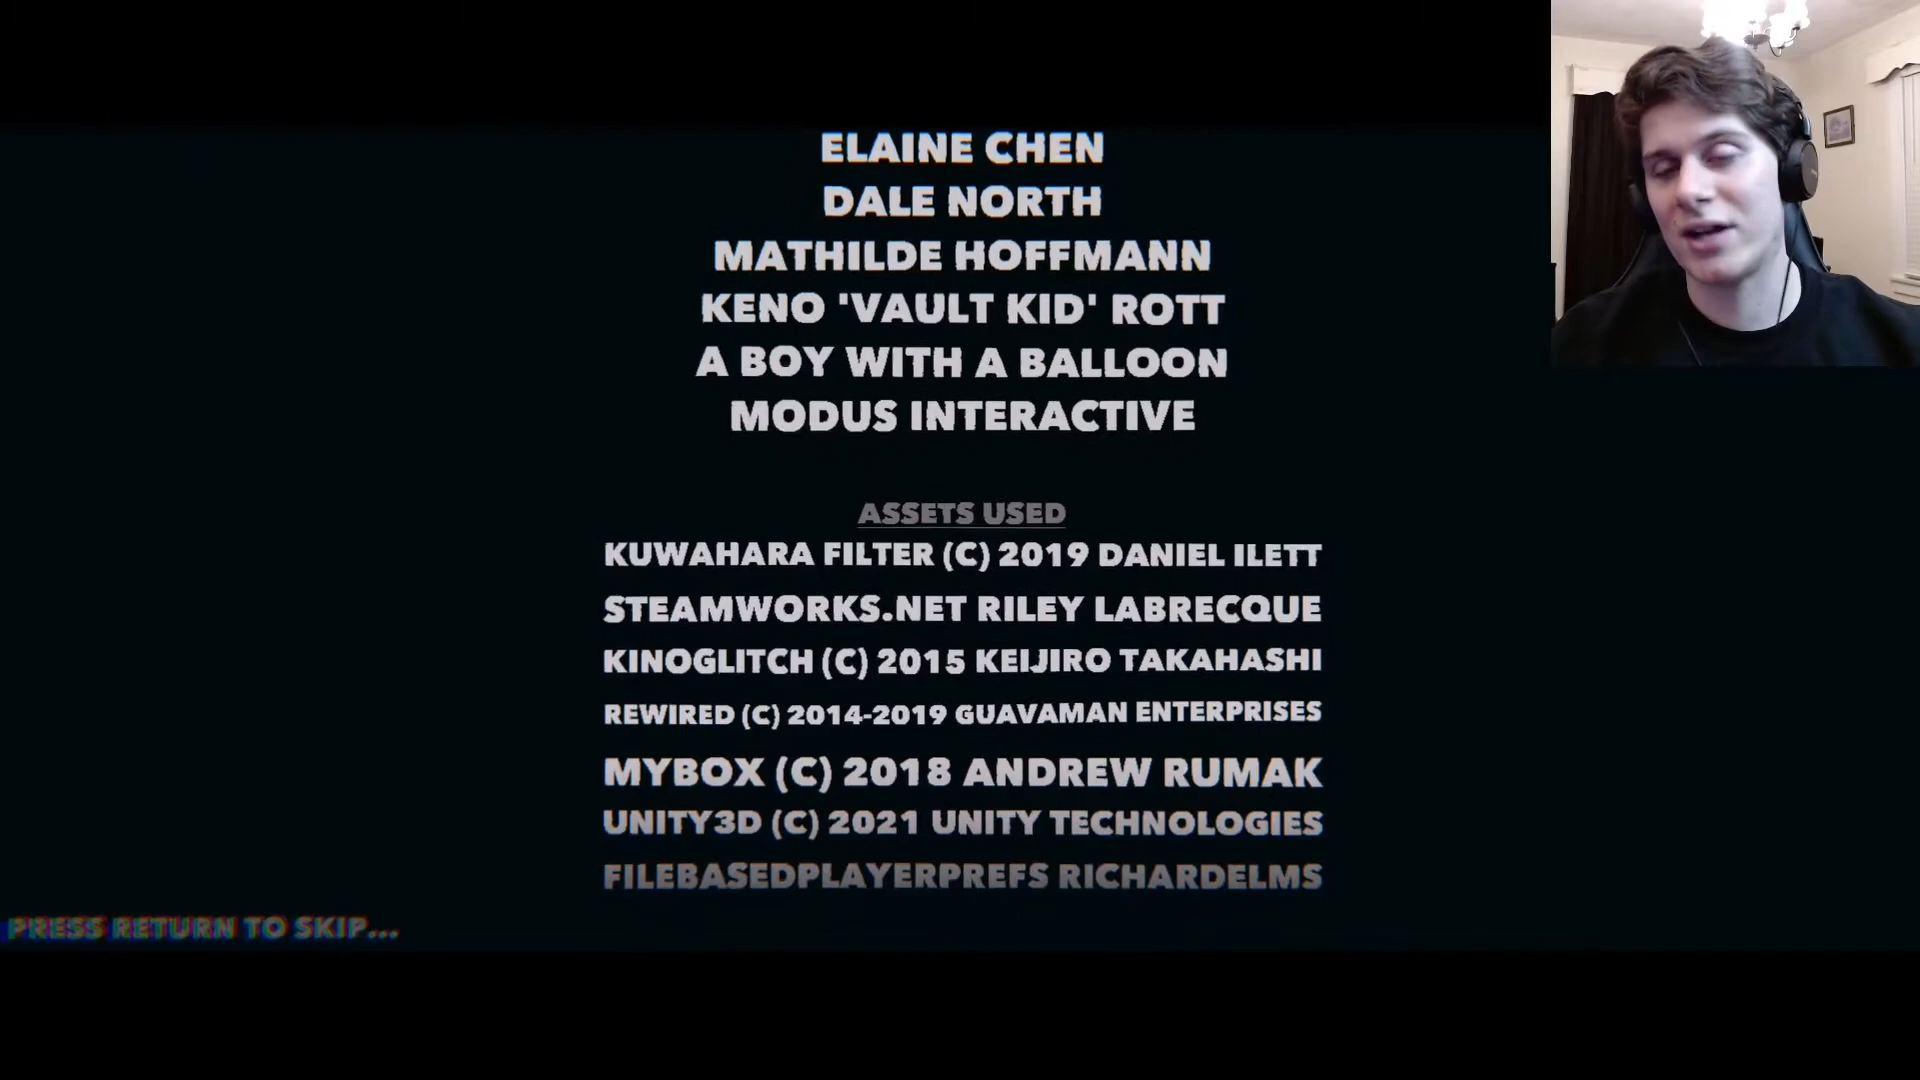 ELAINE CHEN
DALE NORTH
MATHILDE HOFFMANN
KENO 'VAULT KID' ROTT
A BOY WITH A BALLOON
MODUS INTERACTIVE
ASSETS USED
KUWAHARA FILTER (C) 2019 DANIEL ILETT
STEAMWORKS.NET RILEY LABRECQUE
KINOGLITCH (C) 2015 KEIJIRO TAKAHASHI
REWIRED (C) 2014-2019 GUAVAMAN ENTERPRISES
MYBOX (C) 2018 ANDREW RUMAK
UNITY3D (C) 2021 UNITY TECHNOLOGIES
FILEBASEDPLAYERPREFS RICHARDELMS
PRESS RETURN TO SKIP...